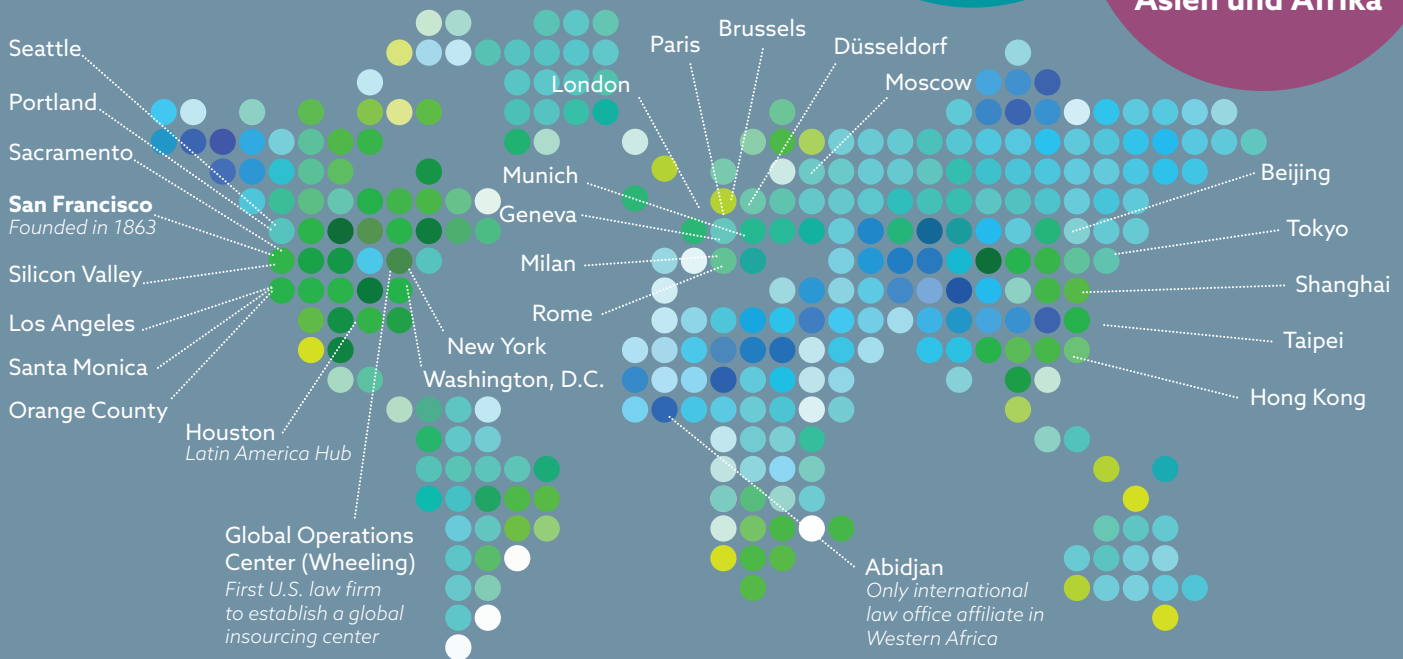 Asien und Afrika
Seattle
Portland
Sacramento
San Francisco
Founded in 1863
Silicon Valley
Los Angeles
Santa Monica
Orange County
Houston
Latin America Hub
New York
Washington, D.C.
Global Operations
Center (Wheeling)
First U.S. law firm
to establish a global
insourcing center
London
Paris
Brussels
Düsseldorf
Moscow
Munich
Geneva
Milan
Rome
Abidjan
Only international
law office affiliate in
Western Africa
Beijing
Tokyo
Shanghai
Taipei
Hong Kong